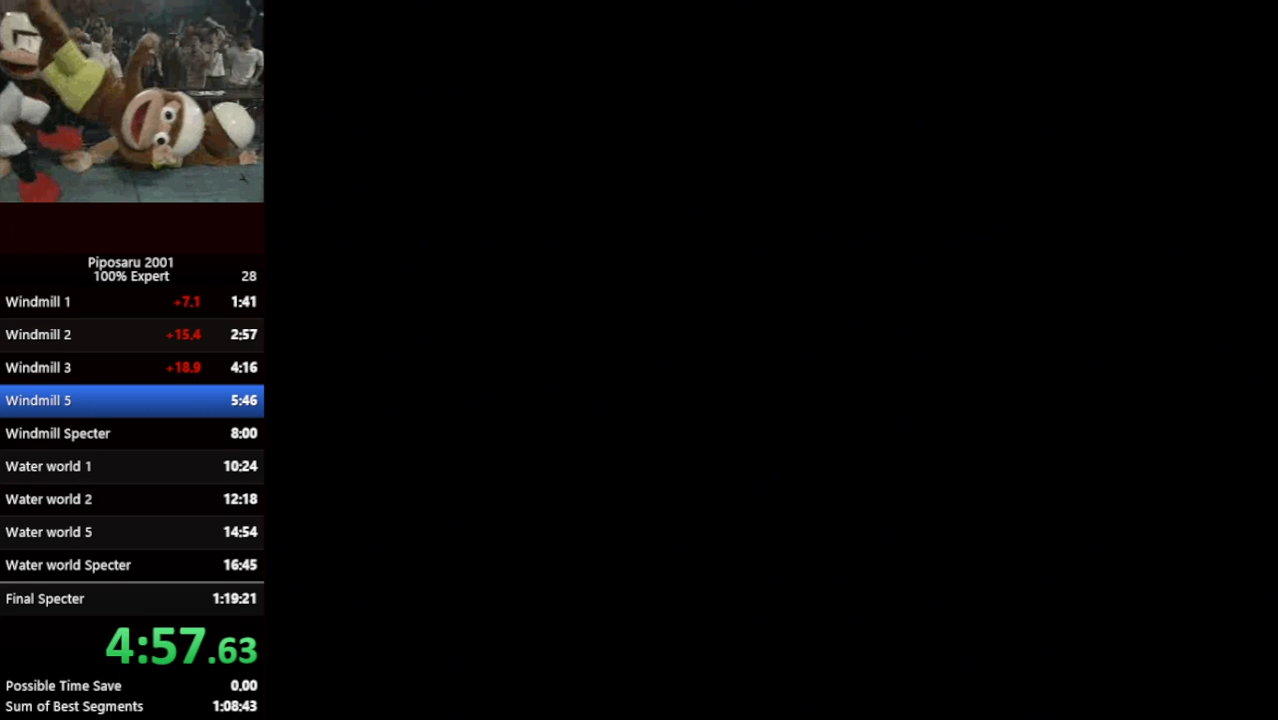 Piposaru 2001
100% Expert 28
Windmill 1 +7.1 1:41
Windmill 2 +15.4 2:57
Windmill 3 +18.9 4:16
Windmill 5 5:46
Windmill Specter 8:00
Water world 1 10:24
Water world 2 12:18
Water world 5 14:54
Water world Specter 16:45
Final Specter 1:19:21
4:57.63
Possible Time Save 0.00
Sum of Best Segments 1:08:43